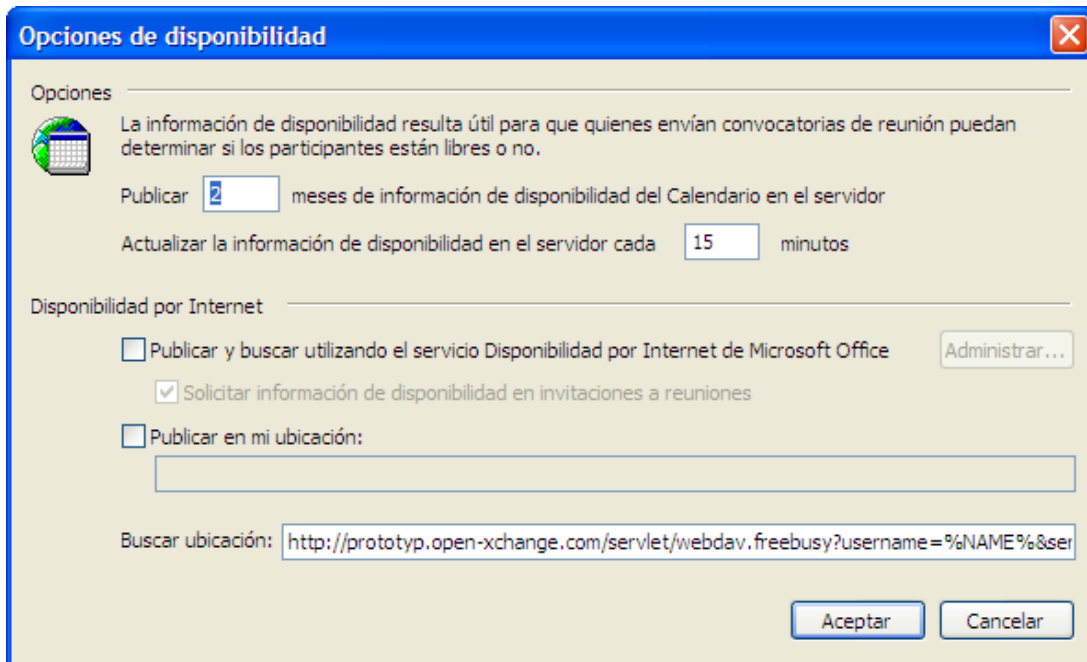 Opciones de disponibilidad
Opciones
La información de disponibilidad resulta útil para que quienes envían convocatorias de reunión puedan
determinar si los participantes están libres o no.
Publicar 2 meses de información de disponibilidad del Calendario en el servidor
Actualizar la información de disponibilidad en el servidor cada 15 minutos
Disponibilidad por Internet
Publicar y buscar utilizando el servicio Disponibilidad por Internet de Microsoft Office Administrar...
Solicitar información de disponibilidad en invitaciones a reuniones
Publicar en mi ubicación:
Buscar ubicación: http://prototyp.open-xchange.com/servlet/webdav.freebusy?username=%NAME%&ser
Aceptar Cancelar